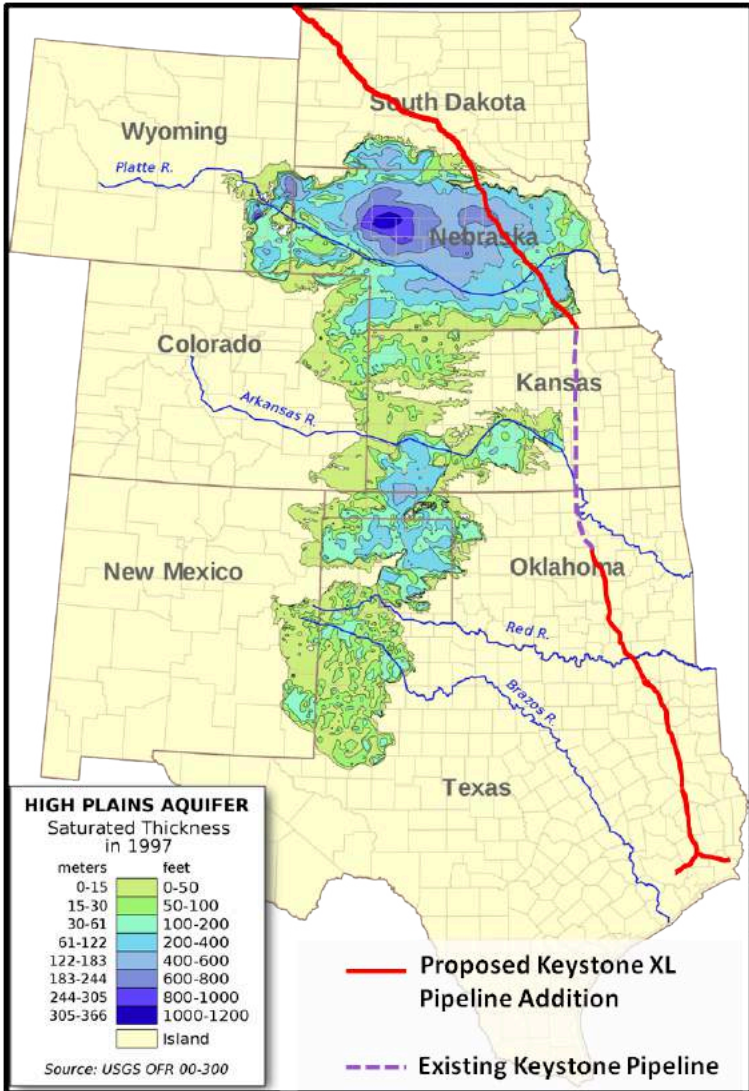 South Dakota
Wyoming
Platte R.
Nebraska
Colorado
Kansas
Arkansas R.
New Mexico
Oklahoma
Red R.
Brazos R.
Texas
HIGH PLAINS AQUIFER
Saturated Thickness
in 1997
meters feet
0-15 0-50
15-30 50-100
30-61 100-200
61-122 200-400
122-183 400-600
183-244 600-800
244-305 800-1000
305-366 1000-1200
Island
Source: USGS OFR 00-300
Proposed Keystone XL
Pipeline Addition
Existing Keystone Pipeline